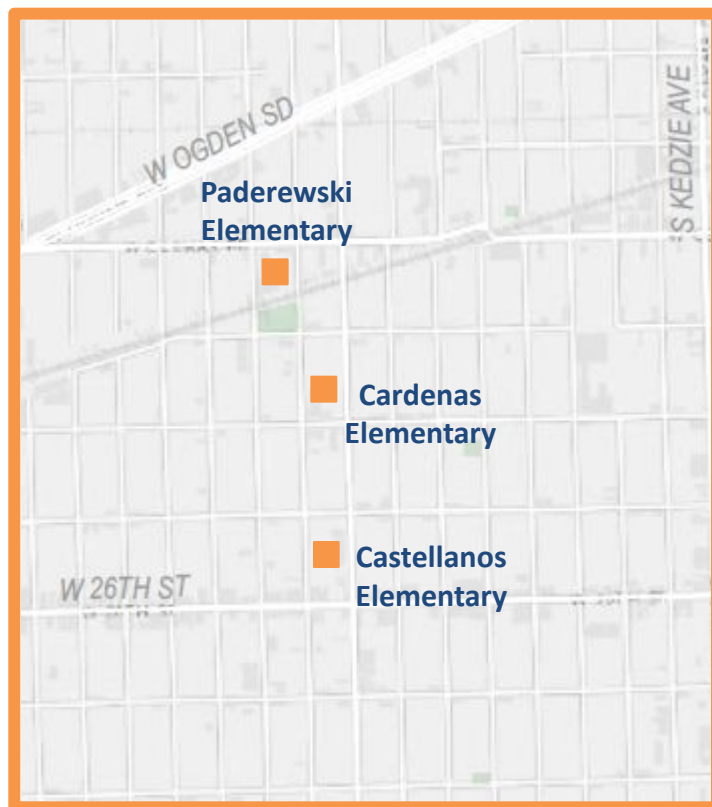 W OGDEN SD
S KEDZIE AVE
Paderewski
Elementary
Cardenas
Elementary
Castellanos
Elementary
W 26TH ST